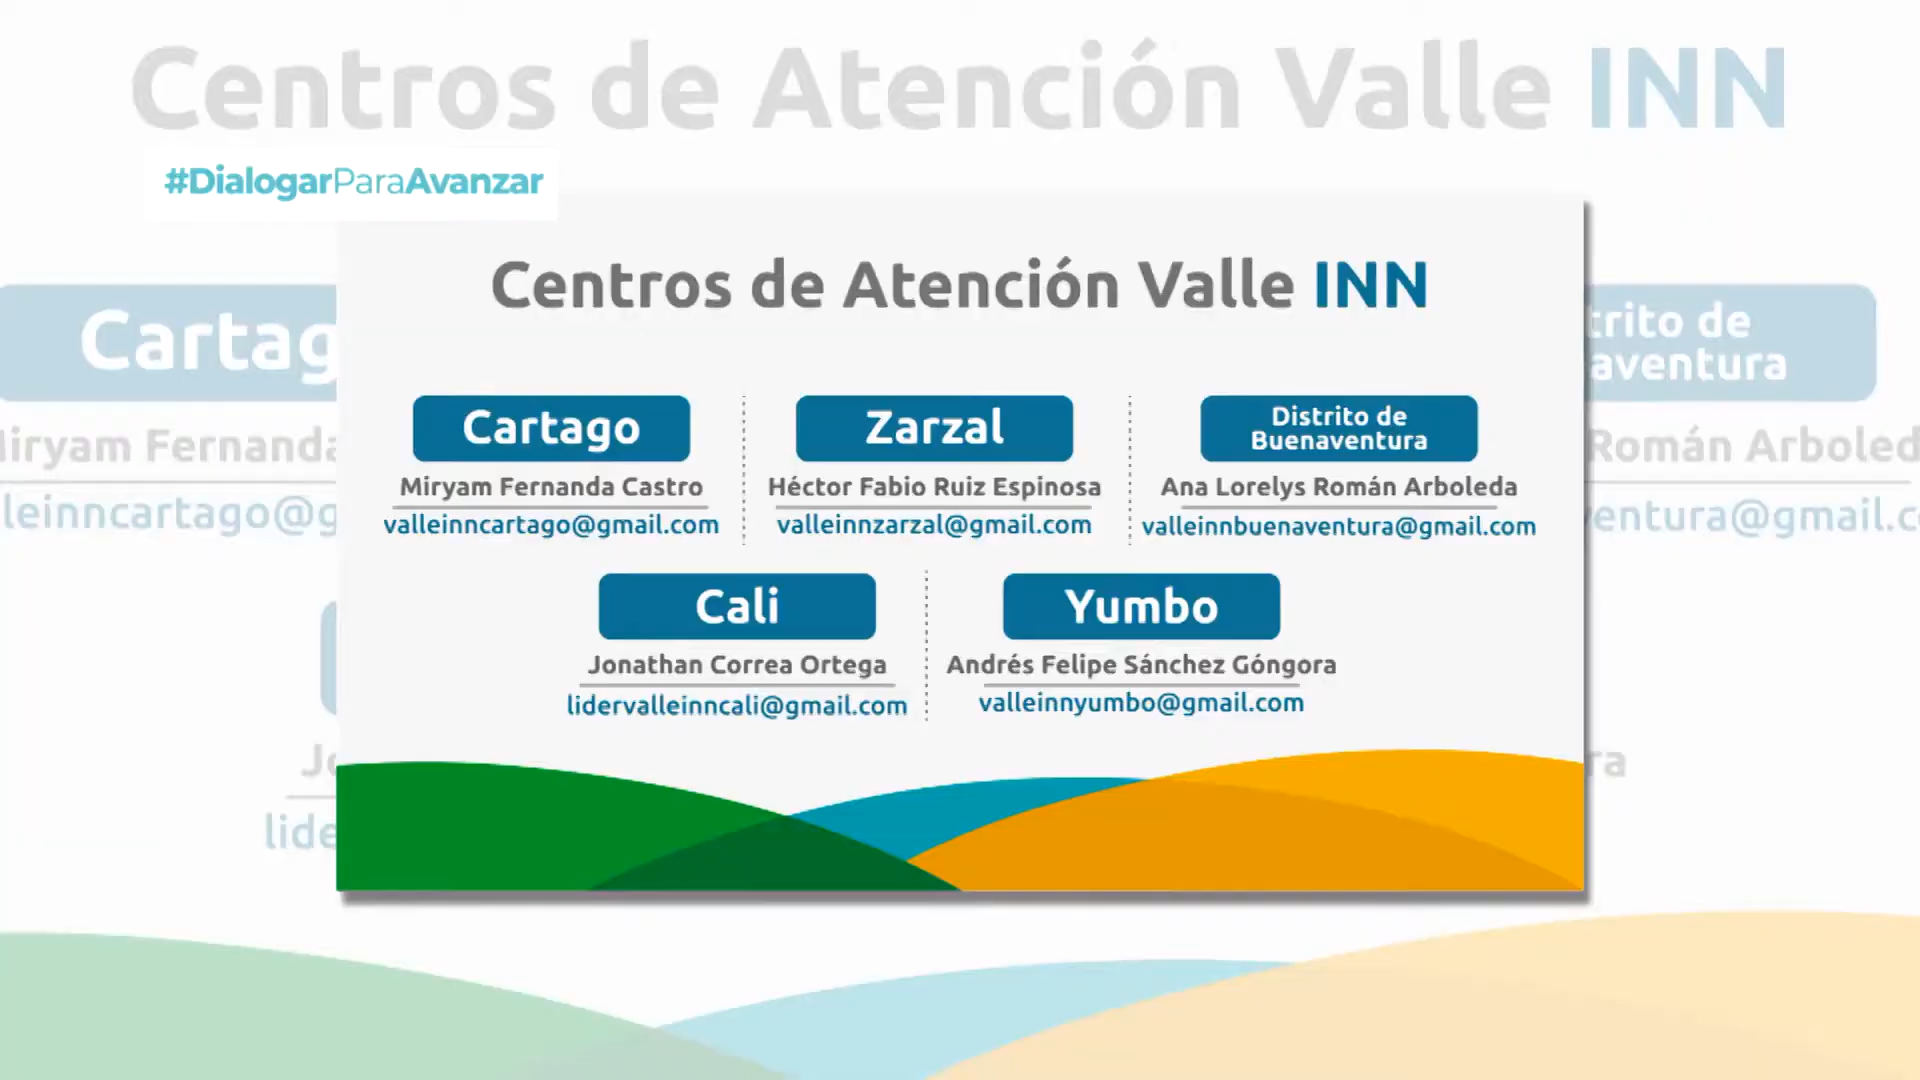 Centros de Atención Valle INN
#DialogarParaAvanzar
Centros de Atención Valle INN
Cartago
Miryam Fernanda Castro
valleinncartago@gmail.com
Zarzal
Héctor Fabio Ruiz Espinosa
valleinnzarzal@gmail.com
Distrito de
Buenaventura
Ana Lorelys Román Arboleda
valleinnbuenaventura@gmail.com
Cali
Jonathan Correa Ortega
lidervalleinncali@gmail.com
Yumbo
Andrés Felipe Sánchez Góngora
valleinnyumbo@gmail.com